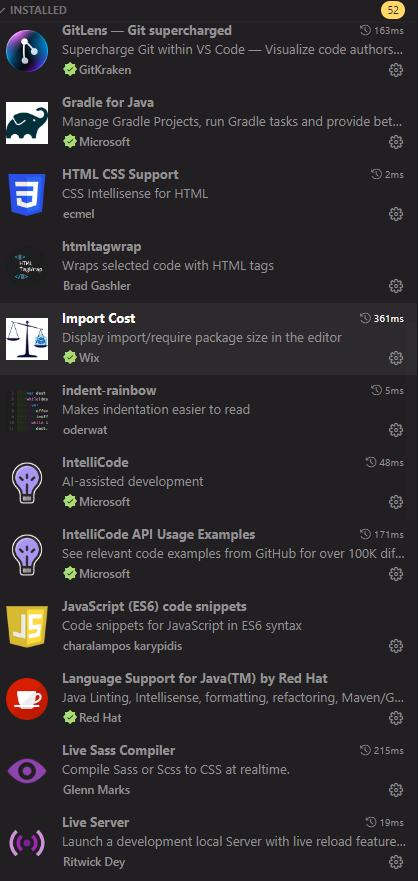 INSTALLED 52
GitLens — Git supercharged 163ms
Supercharge Git within VS Code — Visualize code authors...
GitKraken
Gradle for Java
Manage Gradle Projects, run Gradle tasks and provide bet...
Microsoft
HTML CSS Support 2ms
CSS Intellisense for HTML
ecmel
HTML
TagWrap
htmltagwrap
Wraps selected code with HTML tags
Brad Gashler
Import Cost 361ms
Display import/require package size in the editor
Wix
indent-rainbow 5ms
Makes indentation easier to read
oderwat
IntelliCode 48ms
AI-assisted development
Microsoft
IntelliCode API Usage Examples 171ms
See relevant code examples from GitHub for over 100K dif...
Microsoft
JS
JavaScript (ES6) code snippets
Code snippets for JavaScript in ES6 syntax
charalampos karypidis
Language Support for Java(TM) by Red Hat
Java Linting, Intellisense, formatting, refactoring, Maven/G...
Red Hat
Live Sass Compiler 215ms
Compile Sass or Scss to CSS at realtime.
Glenn Marks
Live Server 19ms
Launch a development local Server with live reload feature...
Ritwick Dey